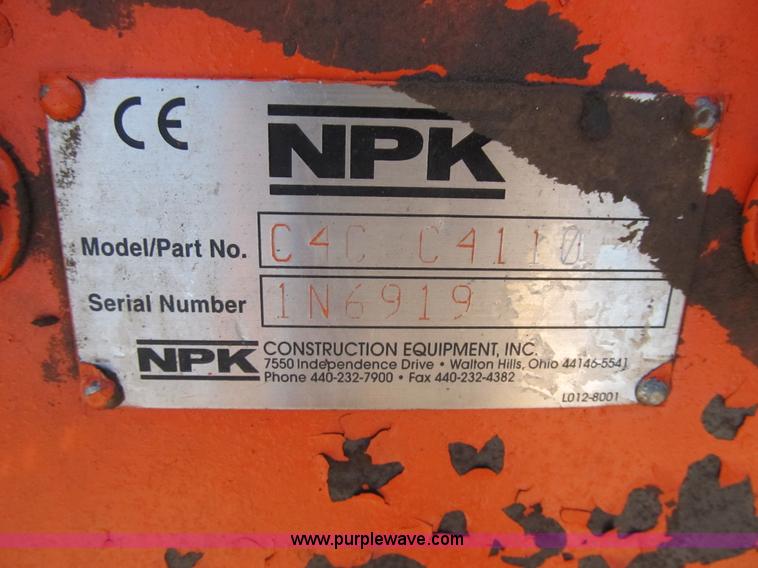 CE
NPK
Model/Part No. C4C C4110
Serial Number 1N6919
NPK CONSTRUCTION EQUIPMENT, INC.
7550 Independence Drive • Walton Hills, Ohio 44146-5541
Phone 440-232-7900 • Fax 440-232-4382
L012-8001
www.purplewave.com